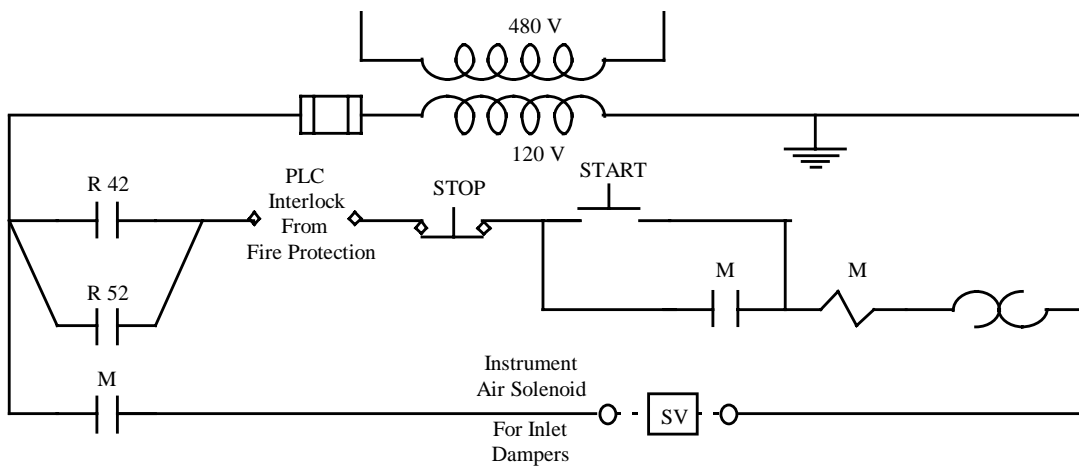 480 V
120 V
R 42
PLC
Interlock
From
Fire Protection
STOP
START
R 52
M
M
M
Instrument
Air Solenoid
For Inlet
Dampers
SV